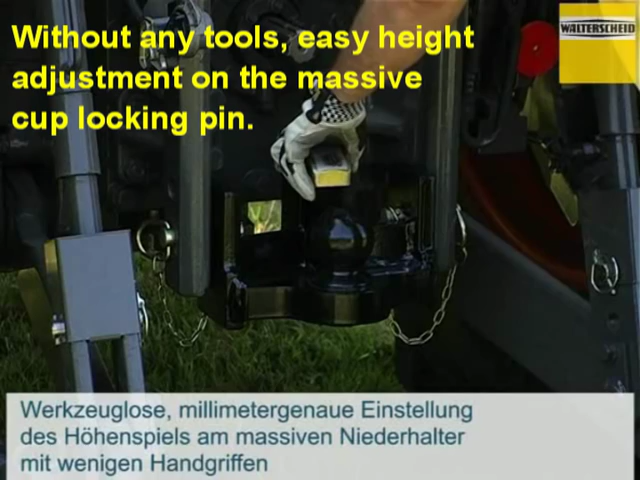 Without any tools, easy height
adjustment on the massive
cup locking pin.
WALTERSCHEID
Werkzeuglose, millimetergenaue Einstellung
des Höhenspiels am massiven Niederhalter
mit wenigen Handgriffen